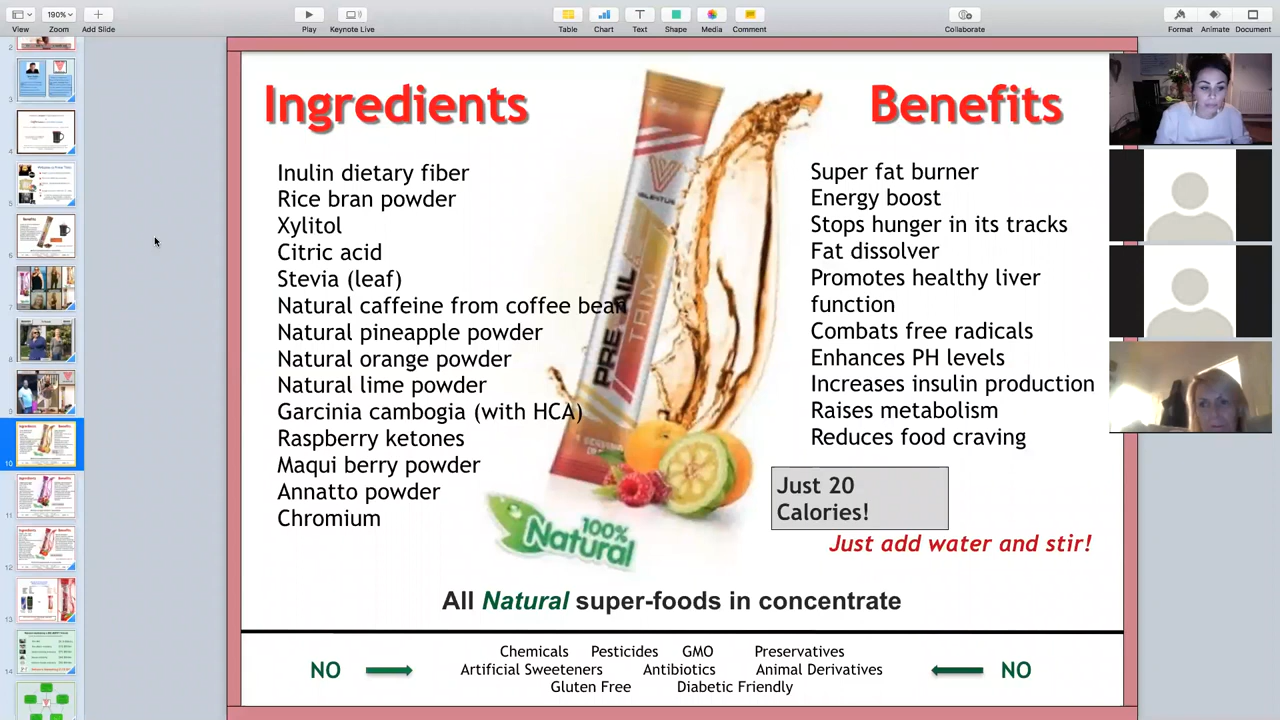 190%
View
Zoom
Add Slide
Play
Keynote Live
Table
Chart
Text
Shape
Media
Comment
Collaborate
Format
Animate
Document
Ingredients
Inulin dietary fiber
Rice bran powder
Xylitol
Citric acid
Stevia (leaf)
Natural caffeine from coffee bean
Natural pineapple powder
Natural orange powder
Natural lime powder
Garcinia cambogia (with HCA)
Raspberry ketones
Maqui berry powder
Annatto powder
Chromium
PRE TRAIL
TRIM
100%
Natural
Benefits
Super fat burner
Energy boost
Stops hunger in its tracks
Fat dissolver
Promotes healthy liver
function
Combats free radicals
Enhances PH levels
Increases insulin production
Raises metabolism
Reduces food craving
Just 20
Calories!
Just add water and stir!
All Natural super-foods in concentrate
NO
Chemicals Pesticides GMO Preservatives
Artificial Sweeteners Antibiotics Animal Derivatives
Gluten Free Diabetic Friendly
NO